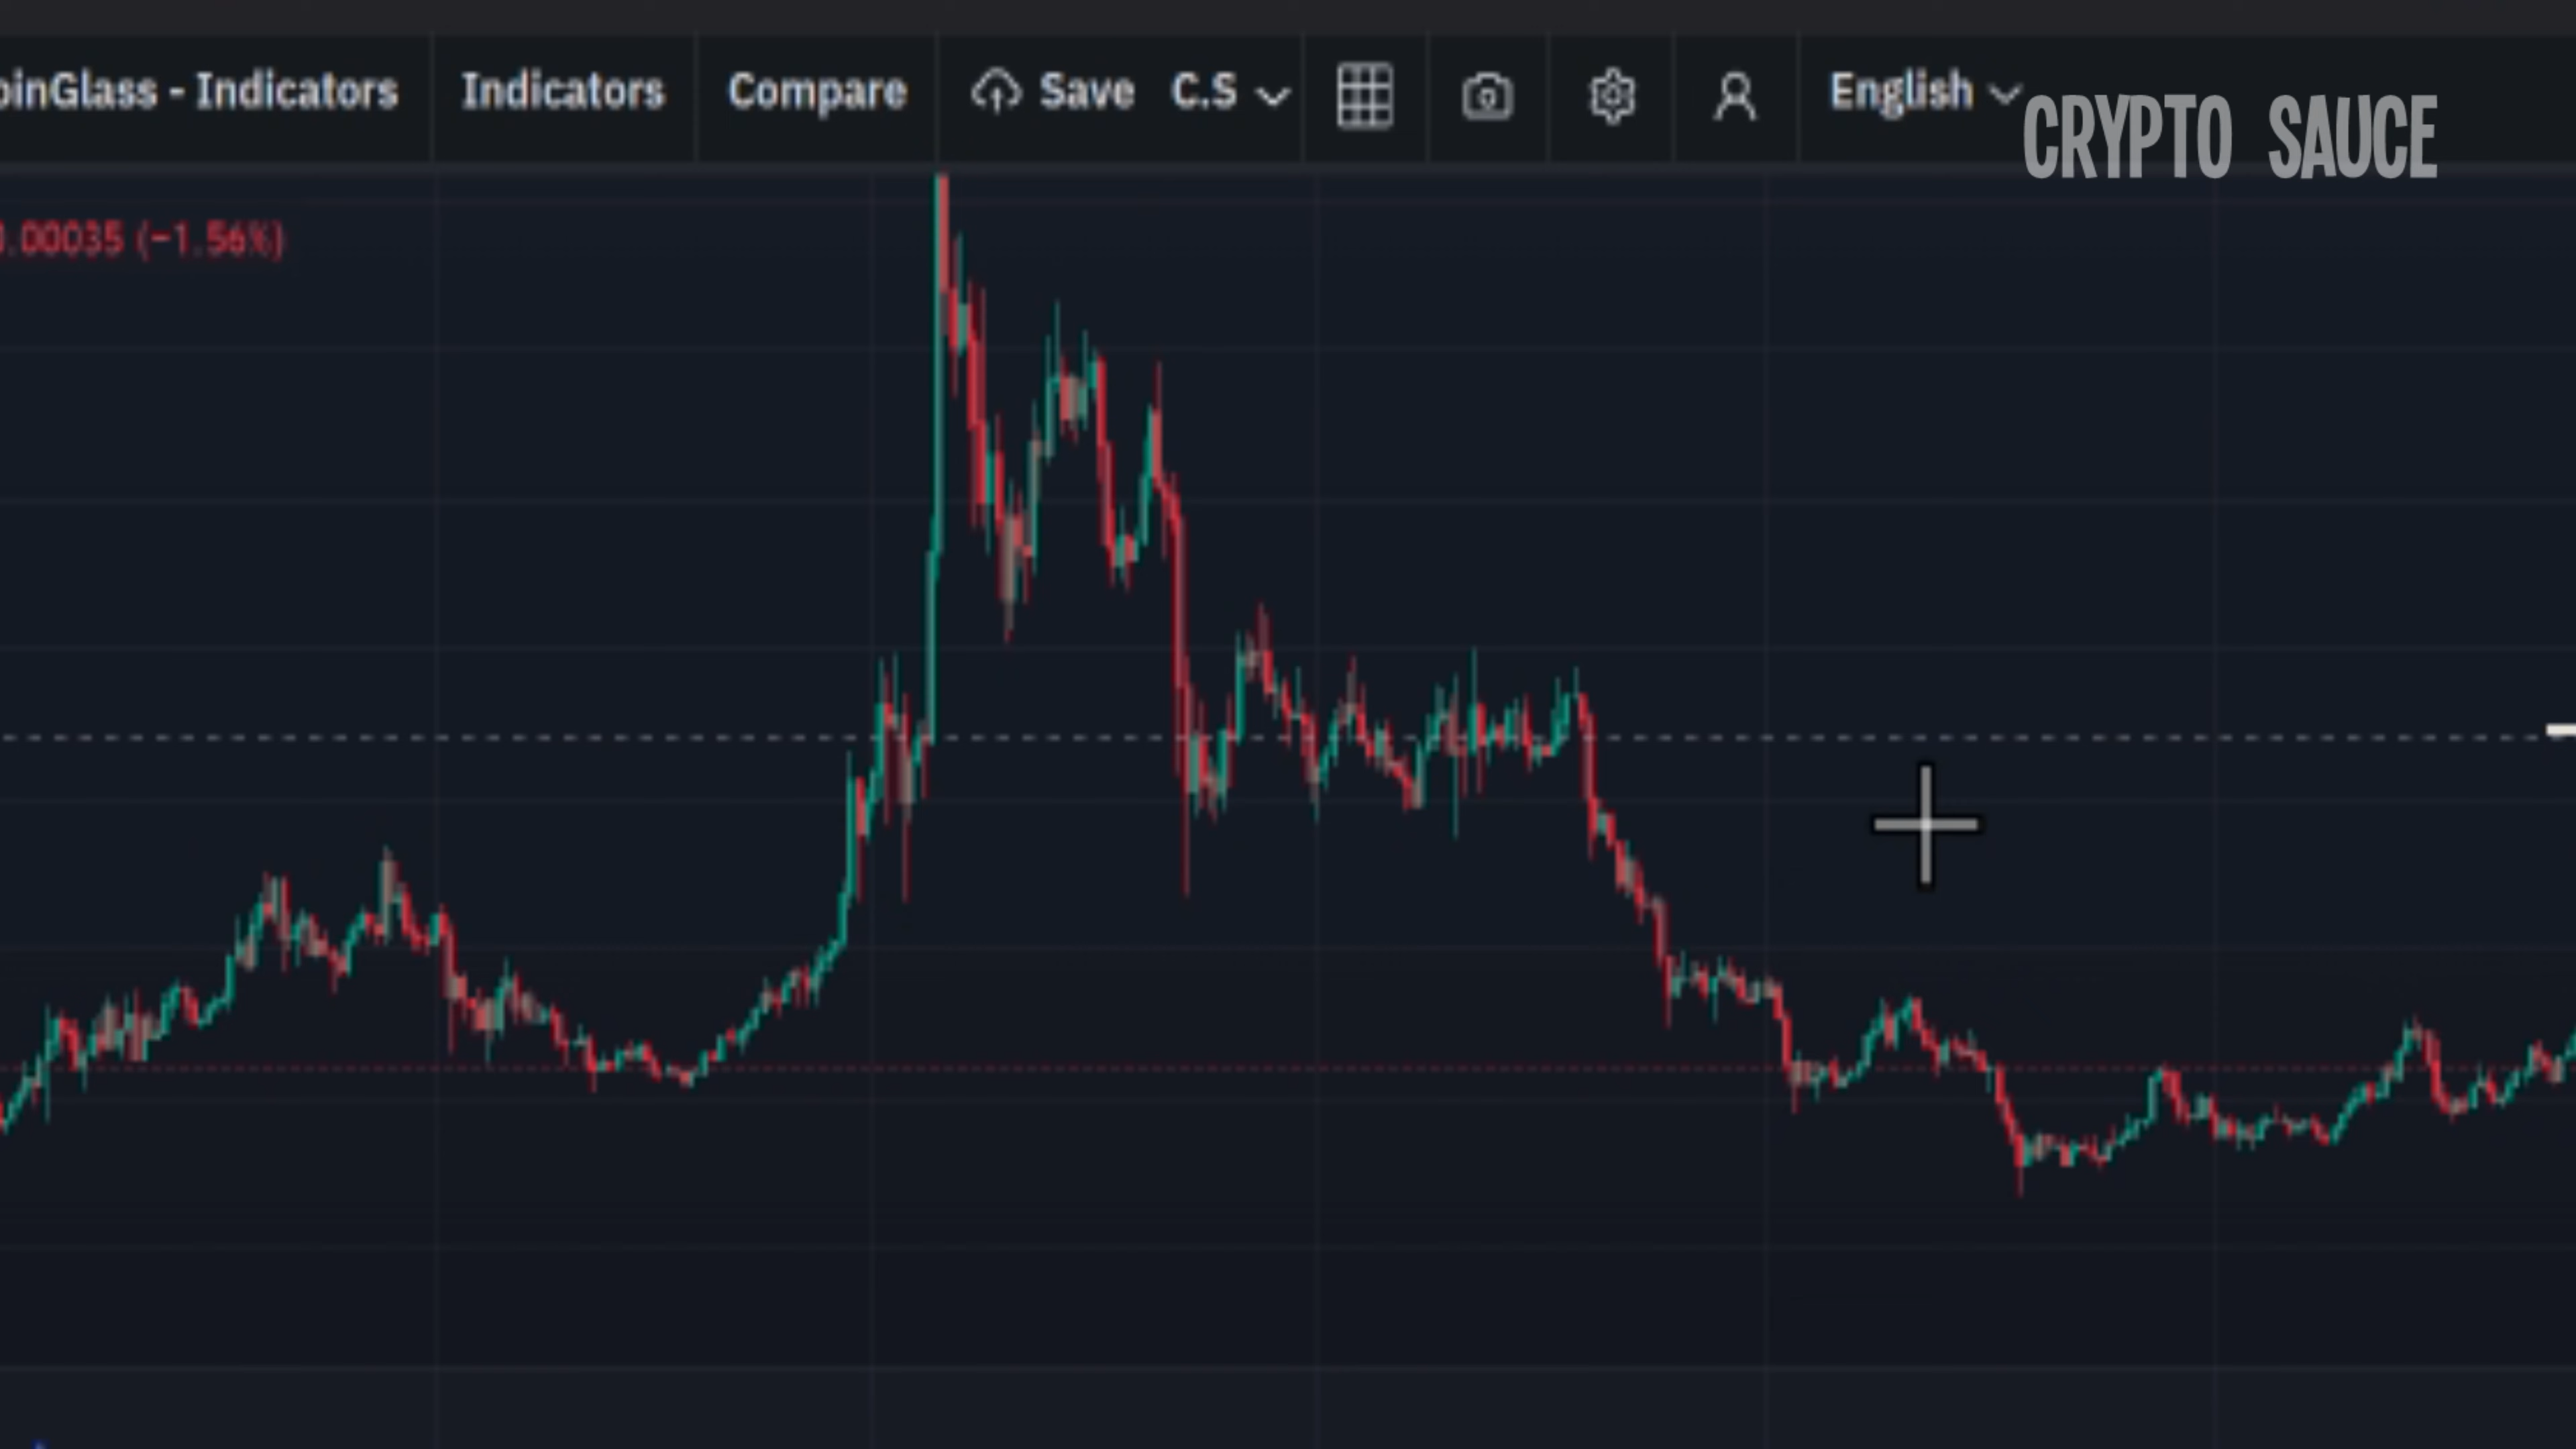 oinGlass - Indicators Indicators Compare Save C.S English
CRYPTO SAUCE
.00035 (−1.56%)